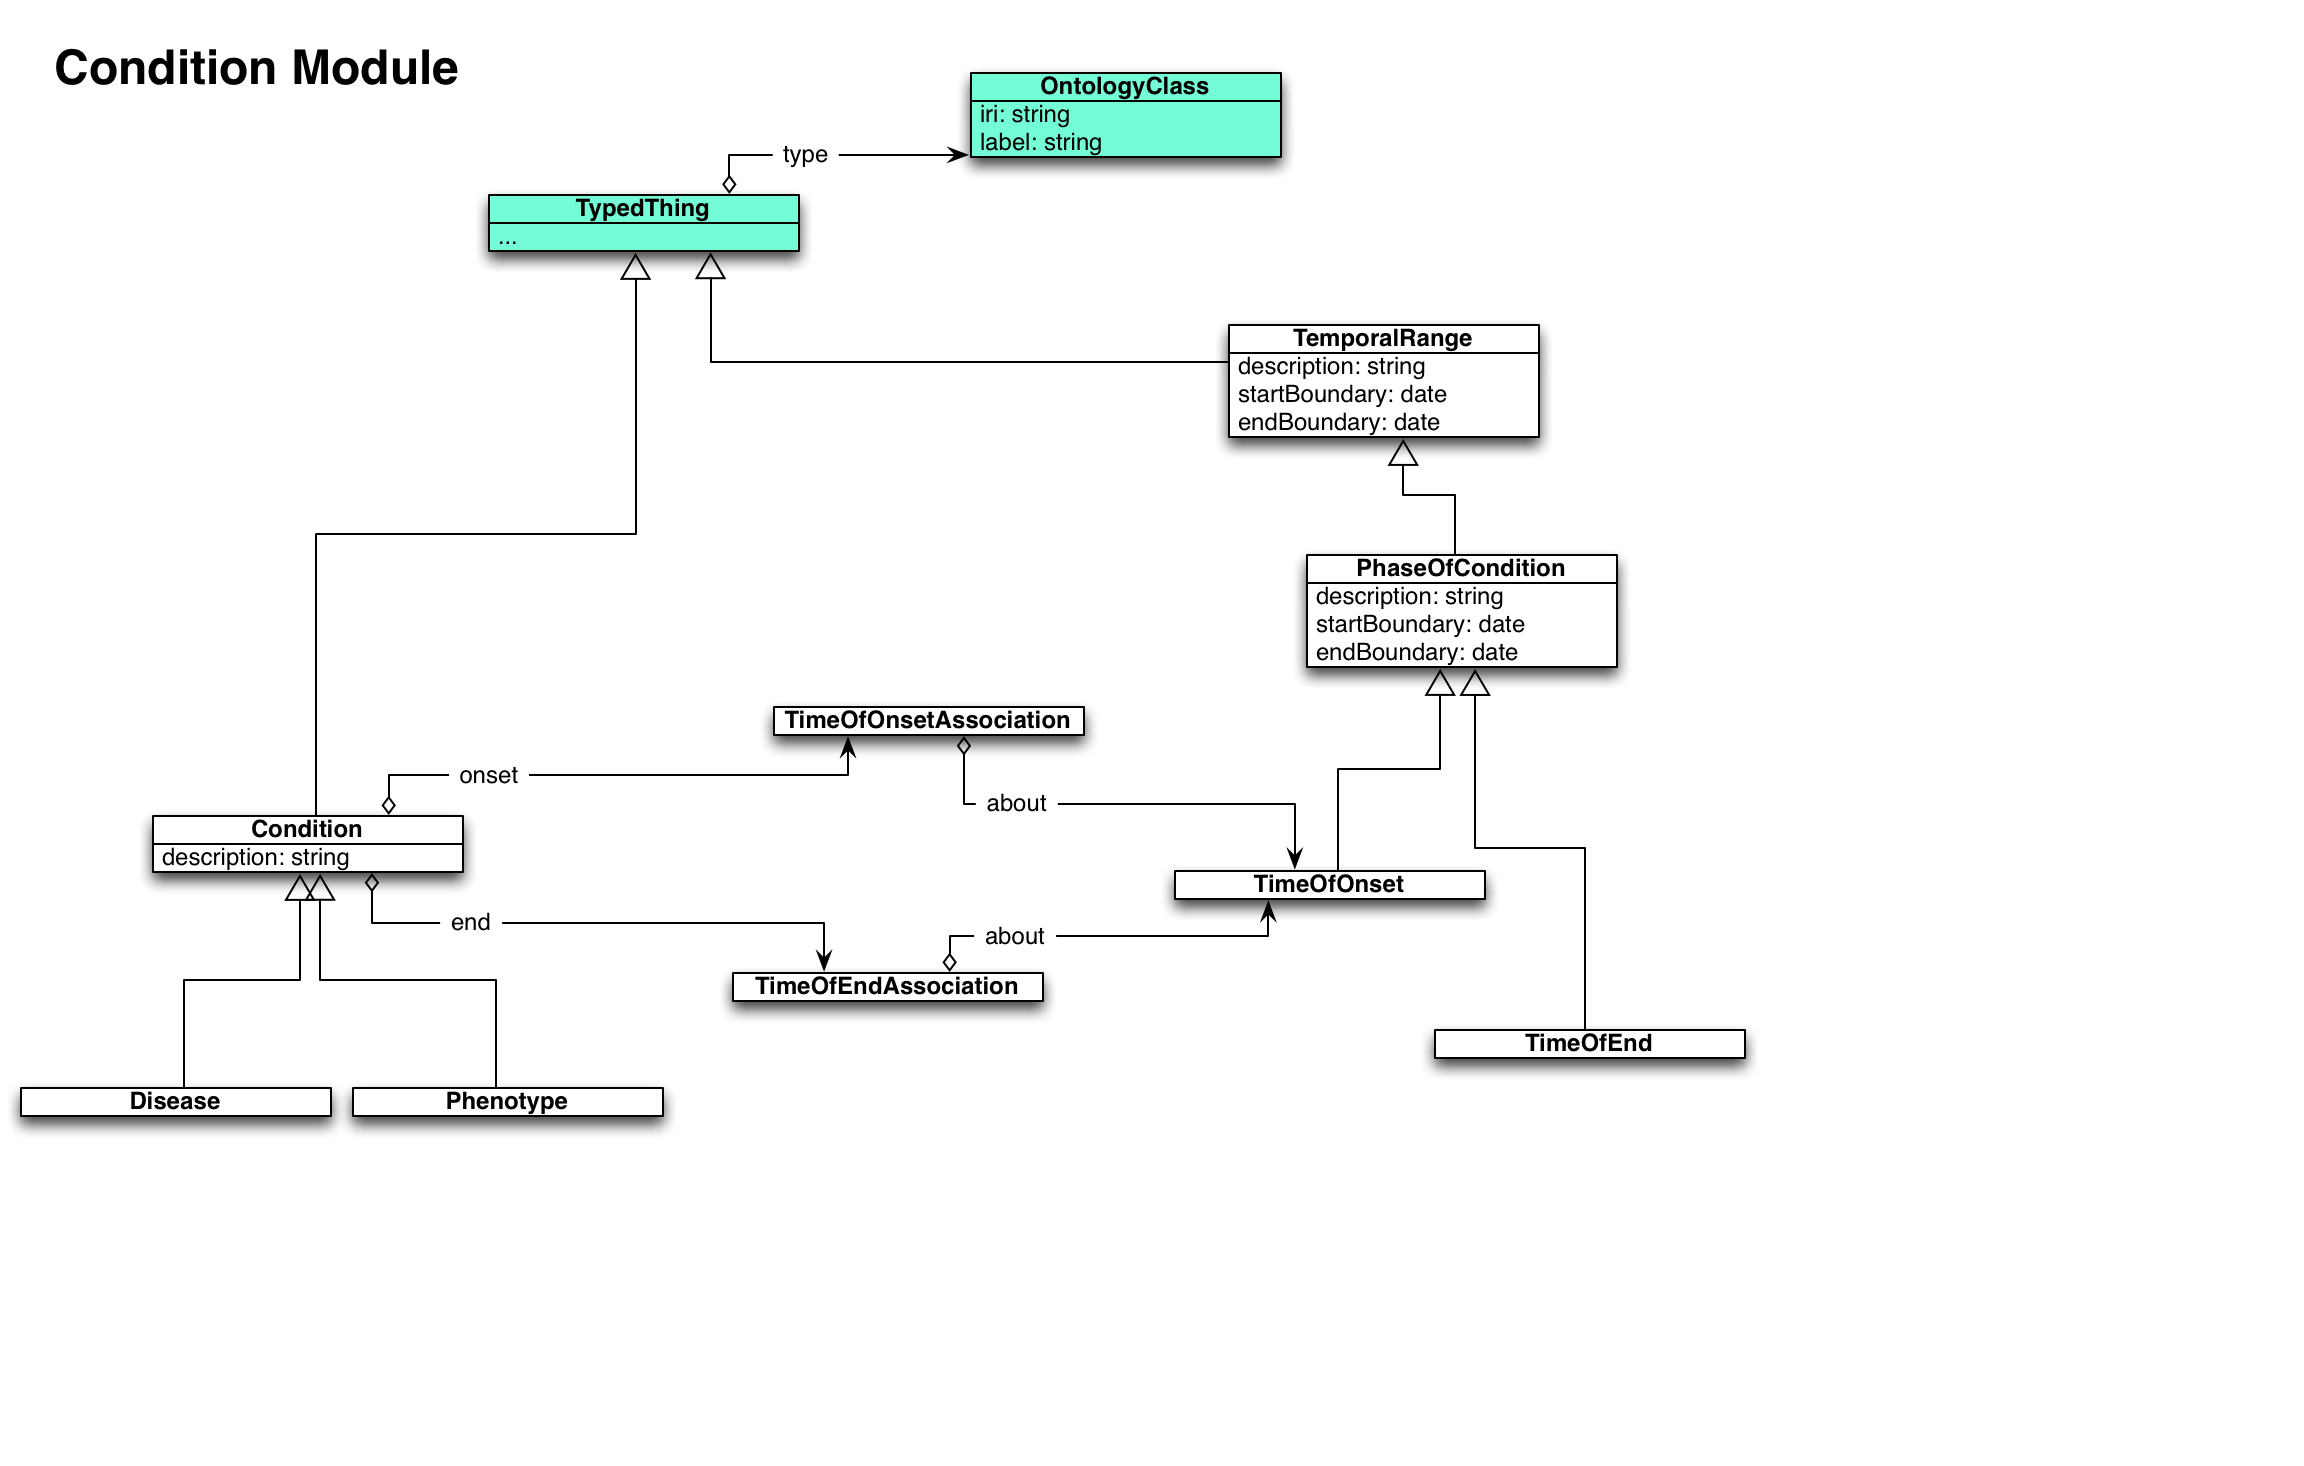 Condition Module
OntologyClass
iri: string
label: string
type
TypedThing
...
TemporalRange
description: string
startBoundary: date
endBoundary: date
PhaseOfCondition
description: string
startBoundary: date
endBoundary: date
TimeOfOnsetAssociation
onset
about
Condition
description: string
TimeOfOnset
end
about
TimeOfEndAssociation
TimeOfEnd
Disease
Phenotype